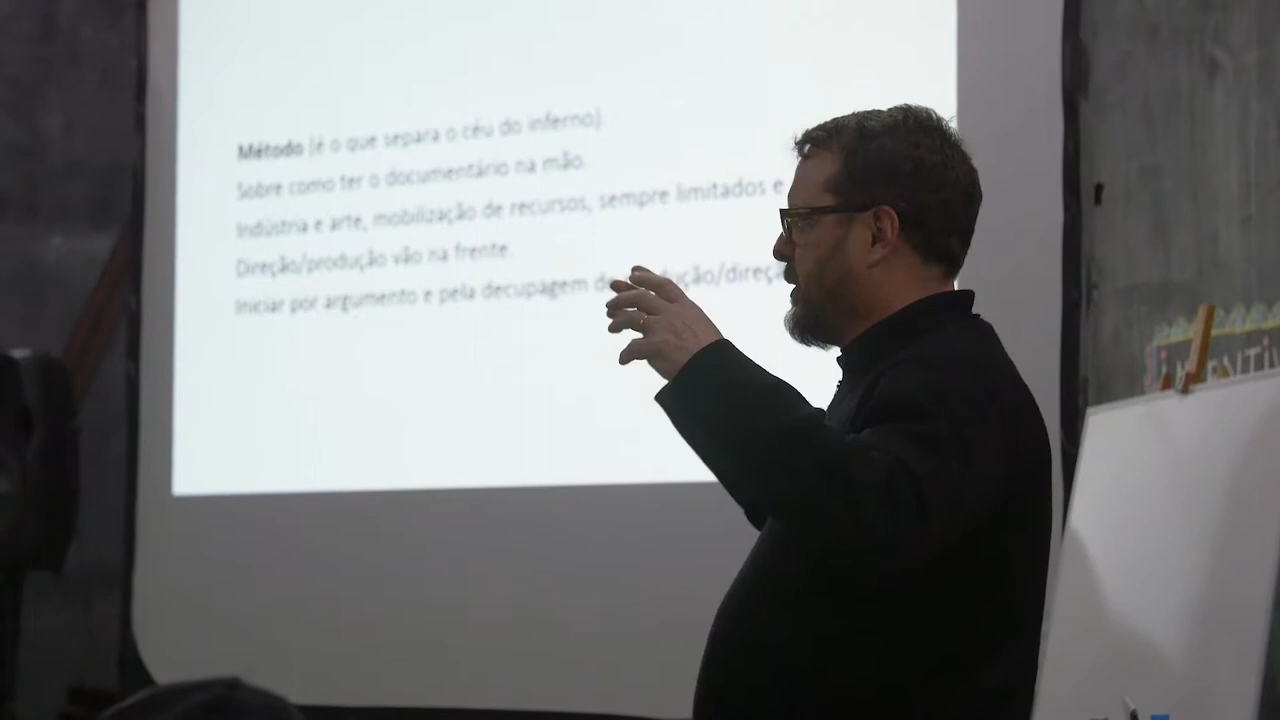 Método (é o que separa o céu do inferno).
Sobre como ter o documentário na mão.
Indústria e arte, mobilização de recursos, sempre limitados e
Direção/produção vão na frente.
Iniciar por argumento e pela decupagem